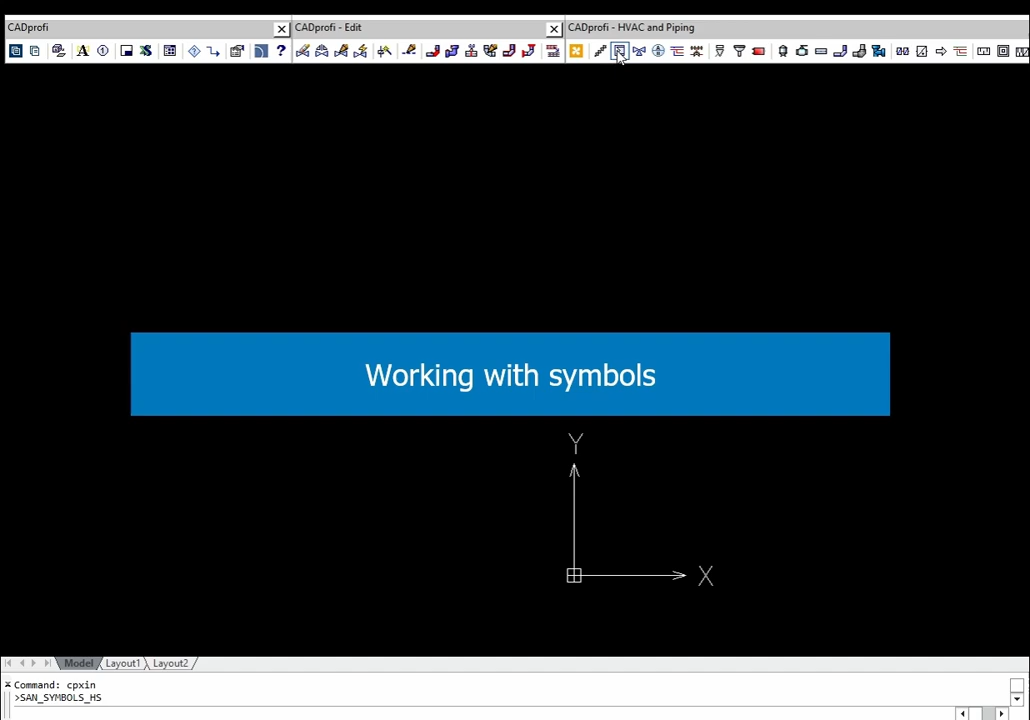 CADprofi
CADprofi - Edit
CADprofi - HVAC and Piping
Working with symbols
Y
X
Model
Layout1
Layout2
Command: cpxin
>SAN_SYMBOLS_HS